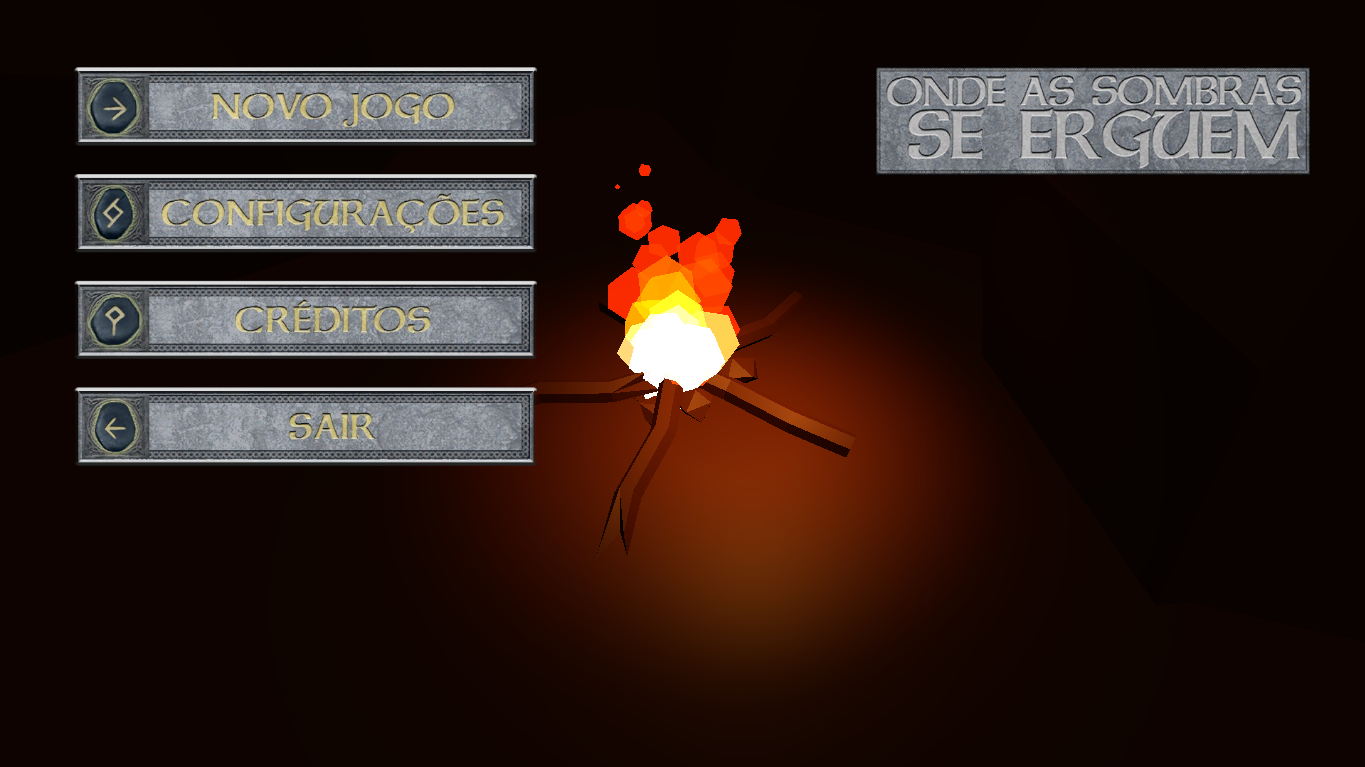 NOVO JOGO
CONFIGURAÇÕES
CRÉDITOS
SAIR
ONDE AS SOMBRAS
SE ERGUEM